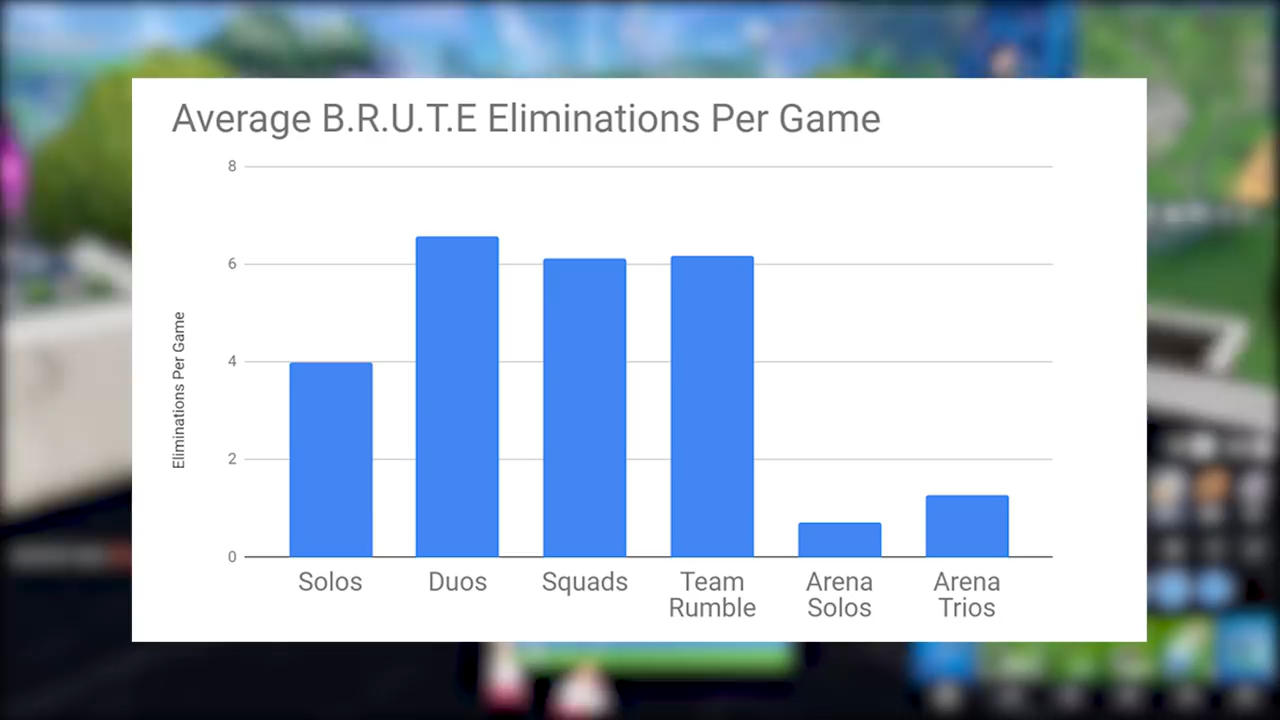 Average B.R.U.T.E Eliminations Per Game
8
6
4
2
0
Eliminations Per Game
Solos
Duos
Squads
Team
Rumble
Arena
Solos
Arena
Trios